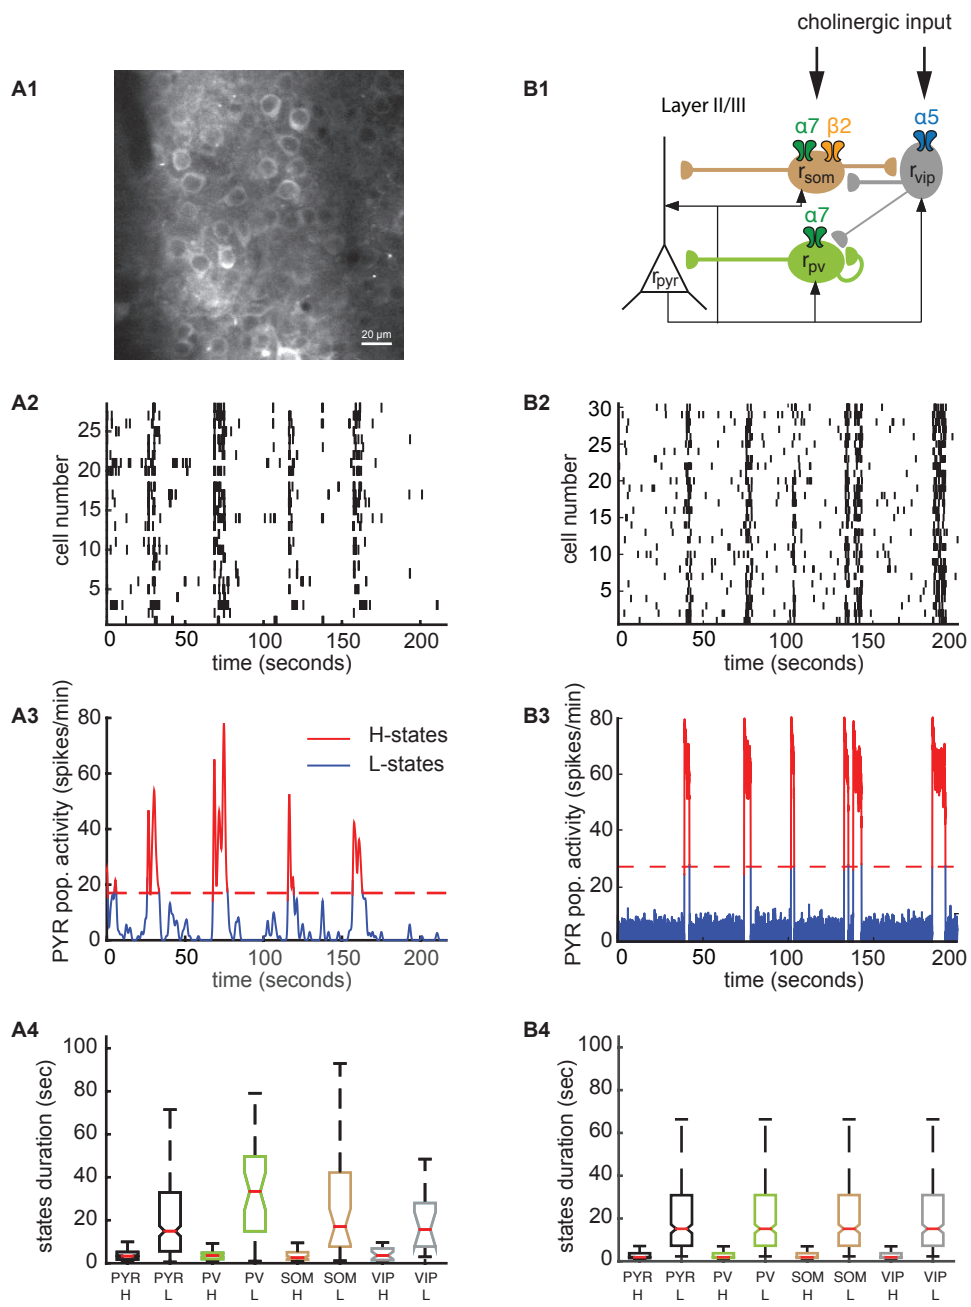 cholinergic input
A1
B1
Layer II/III
α7 β2
α5
r_som
r_vip
α7
r_pv
r_pyr
20 µm
A2
B2
cell number
25
20
15
10
5
0 50 100 150 200
time (seconds)
cell number
30
25
20
15
10
5
0 50 100 150 200
time (seconds)
A3
B3
PYR pop. activity (spikes/min)
80
60
40
20
0
H-states
L-states
0 50 100 150 200
time (seconds)
PYR pop. activity (spikes/min)
80
60
40
20
0
0 50 100 150 200
time (seconds)
A4
B4
states duration (sec)
100
80
60
40
20
0
PYR PYR PV PV SOM SOM VIP VIP
H L H L H L H L
states duration (sec)
100
80
60
40
20
0
PYR PYR PV PV SOM SOM VIP VIP
H L H L H L H L